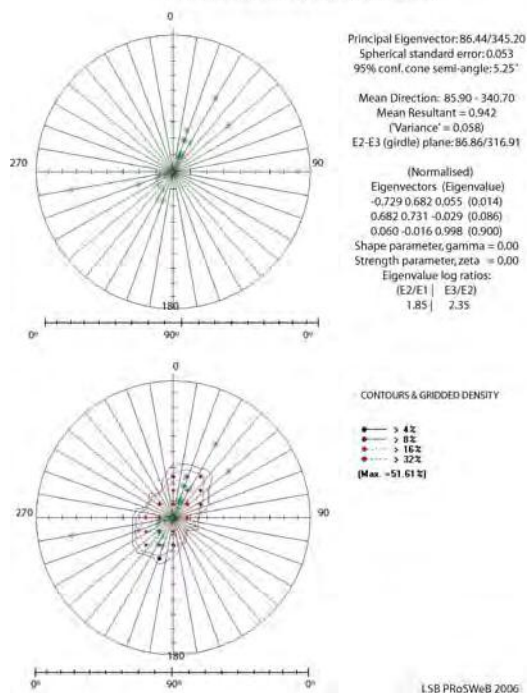 0
270
90
180
0°
90°
0°
Principal Eigenvector: 86.44/345.20
Spherical standard error: 0.053
95% conf. cone semi-angle: 5.25°
Mean Direction: 85.90 - 340.70
Mean Resultant = 0.942
('Variance' = 0.058)
E2-E3 (girdle) plane: 86.86/316.91
(Normalised)
Eigenvectors (Eigenvalue)
-0.729 0.682 0.055 (0.014)
0.682 0.731 -0.029 (0.086)
0.060 -0.016 0.998 (0.900)
Shape parameter, gamma = 0.00
Strength parameter, zeta = 0.00
Eigenvalue log ratios:
(E2/E1 | E3/E2)
1.85 | 2.35
0
270
90
180
0°
90°
0°
CONTOURS & GRIDDED DENSITY
> 4%
> 8%
> 16%
> 32%
(Max. =51.61%)
LSB PRoSWeB 2006